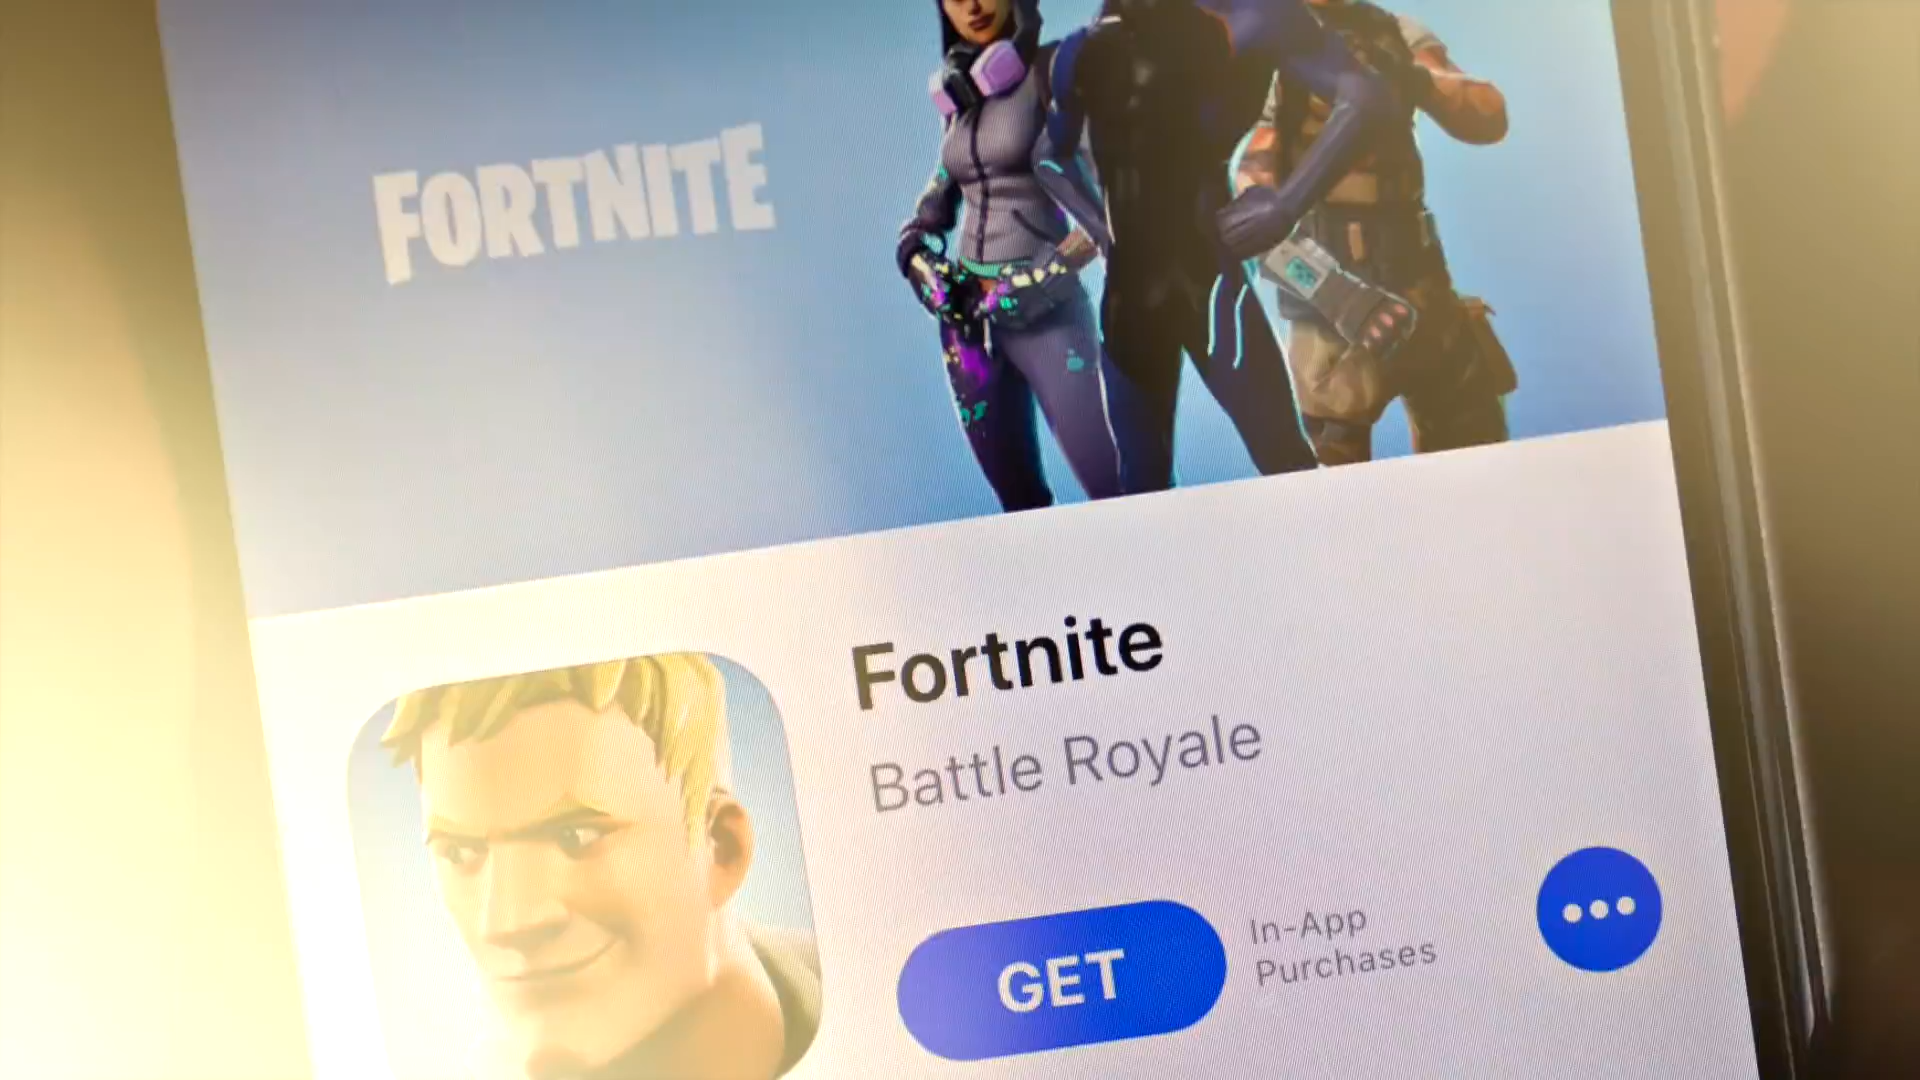 FORTNITE
Fortnite
Battle Royale
GET
In-App
Purchases